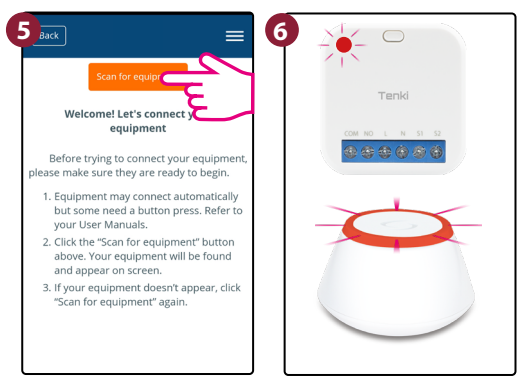 5
Back
Scan for equip
Welcome! Let's connect y
equipment
Before trying to connect your equipment,
please make sure they are ready to begin.
1. Equipment may connect automatically
but some need a button press. Refer to
your User Manuals.
2. Click the “Scan for equipment” button
above. Your equipment will be found
and appear on screen.
3. If your equipment doesn’t appear, click
“Scan for equipment” again.
6
Tenki
COM NO L N S1 S2